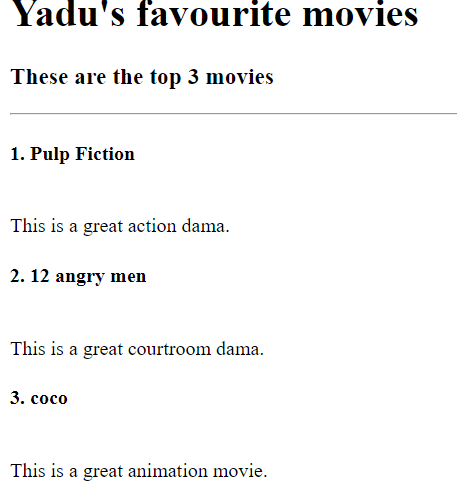 Yadu's favourite movies
These are the top 3 movies
1. Pulp Fiction
This is a great action dama.
2. 12 angry men
This is a great courtroom dama.
3. coco
This is a great animation movie.